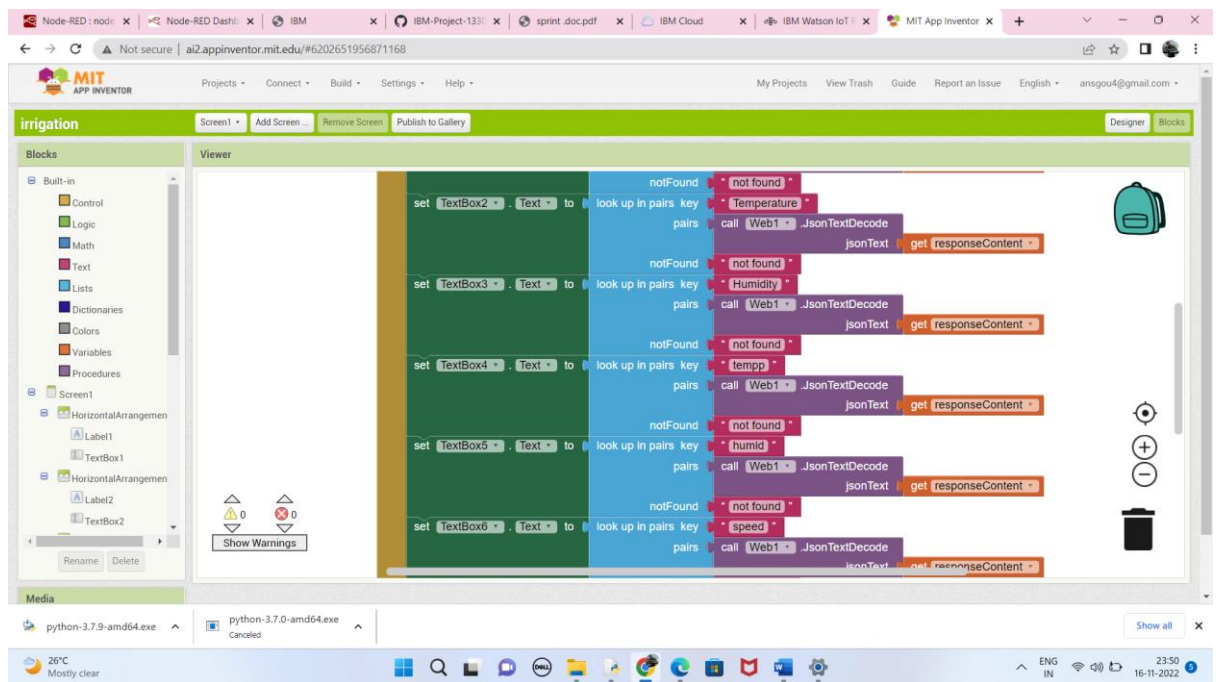 Node-RED : node
Node-RED Dashb
IBM
IBM-Project-1330
sprint .doc.pdf
IBM Cloud
IBM Watson IoT P
MIT App Inventor
Not secure | ai2.appinventor.mit.edu/#6202651956871168
MIT
APP INVENTOR
Projects Connect Build Settings Help
My Projects View Trash Guide Report an Issue English ansgou4@gmail.com
irrigation
Screen1 Add Screen ... Remove Screen Publish to Gallery
Designer Blocks
Blocks
Viewer
Built-in
Control
Logic
Math
Text
Lists
Dictionaries
Colors
Variables
Procedures
Screen1
HorizontalArrangemen
Label1
TextBox1
HorizontalArrangemen
Label2
TextBox2
Rename Delete
Media
notFound " not found "
set TextBox2 . Text to look up in pairs key " Temperature "
pairs call Web1 .JsonTextDecode
jsonText get responseContent
notFound " not found "
set TextBox3 . Text to look up in pairs key " Humidity "
pairs call Web1 .JsonTextDecode
jsonText get responseContent
notFound " not found "
set TextBox4 . Text to look up in pairs key " tempp "
pairs call Web1 .JsonTextDecode
jsonText get responseContent
notFound " not found "
set TextBox5 . Text to look up in pairs key " humid "
pairs call Web1 .JsonTextDecode
jsonText get responseContent
notFound " not found "
set TextBox6 . Text to look up in pairs key " speed "
pairs call Web1 .JsonTextDecode
jsonText get responseContent
0 0
Show Warnings
python-3.7.9-amd64.exe
python-3.7.0-amd64.exe
Canceled
Show all
26°C
Mostly clear
DELL
ENG
IN
23:50
16-11-2022
5